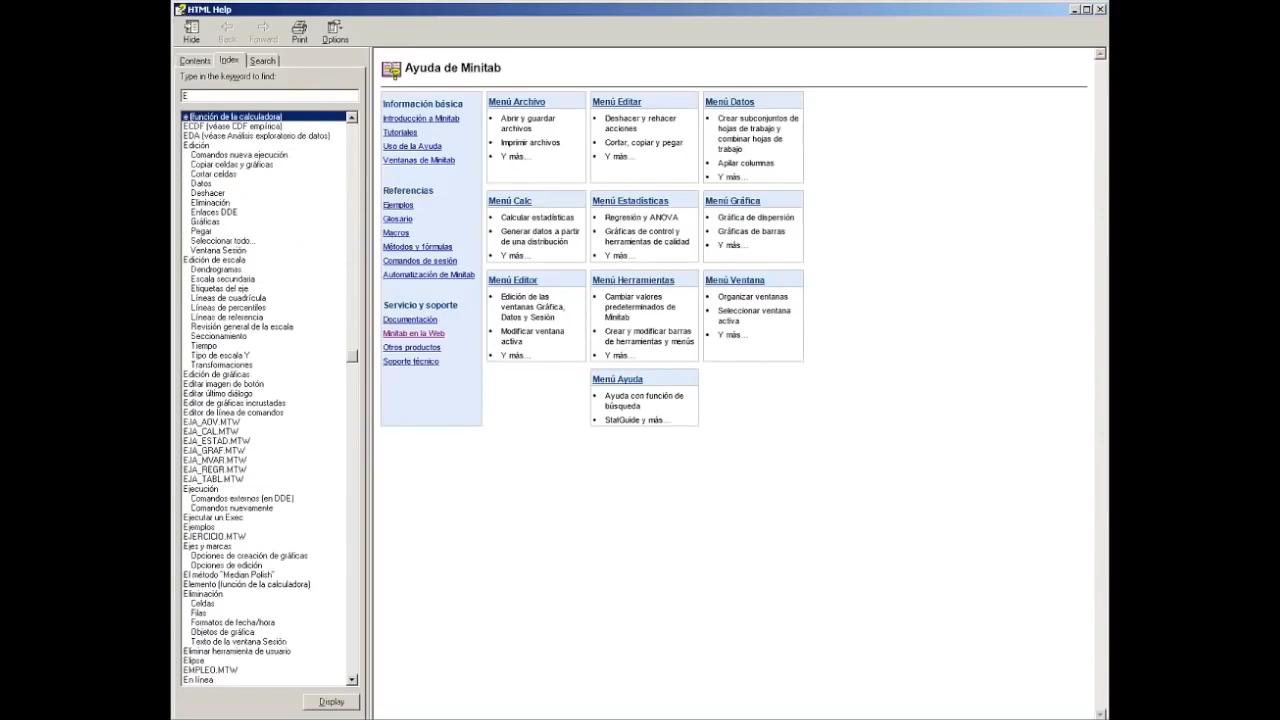 HTML Help
Hide Back Forward Print Options
Contents Index Search
Type in the keyword to find:
E
e (función de la calculadora)
ECDF (véase CDF empírica)
EDA (véase Análisis exploratorio de datos)
Edición
Comandos nueva ejecución
Copiar celdas y gráficas
Cortar celdas
Datos
Deshacer
Eliminación
Enlaces DDE
Gráficas
Pegar
Seleccionar todo...
Ventana Sesión
Edición de escala
Dendrogramas
Escala secundaria
Etiquetas del eje
Líneas de cuadrícula
Líneas de percentiles
Líneas de referencia
Revisión general de la escala
Seccionamiento
Tiempo
Tipo de escala Y
Transformaciones
Edición de gráficas
Editar imagen de botón
Editar último diálogo
Editor de gráficas incrustadas
Editor de línea de comandos
EJA_AOV.MTW
EJA_CAL.MTW
EJA_ESTAD.MTW
EJA_GRAF.MTW
EJA_MVAR.MTW
EJA_REGR.MTW
EJA_TABL.MTW
Ejecución
Comandos externos (en DDE)
Comandos nuevamente
Ejecutar un Exec
Ejemplos
EJERCICIO.MTW
Ejes y marcas
Opciones de creación de gráficas
Opciones de edición
El método "Median Polish"
Elemento (función de la calculadora)
Eliminación
Celdas
Filas
Formatos de fecha/hora
Objetos de gráfica
Texto de la ventana Sesión
Eliminar herramienta de usuario
Elipse
EMPLEO.MTW
En línea
Display
Ayuda de Minitab
Información básica
Introducción a Minitab
Tutoriales
Uso de la Ayuda
Ventanas de Minitab
Referencias
Ejemplos
Glosario
Macros
Métodos y fórmulas
Comandos de sesión
Automatización de Minitab
Servicio y soporte
Documentación
Minitab en la Web
Otros productos
Soporte técnico
Menú Archivo
• Abrir y guardar
archivos
• Imprimir archivos
• Y más...
Menú Editar
• Deshacer y rehacer
acciones
• Cortar, copiar y pegar
• Y más...
Menú Datos
• Crear subconjuntos de
hojas de trabajo y
combinar hojas de
trabajo
• Apilar columnas
• Y más...
Menú Calc
• Calcular estadísticas
• Generar datos a partir
de una distribución
• Y más...
Menú Estadísticas
• Regresión y ANOVA
• Gráficas de control y
herramientas de calidad
• Y más...
Menú Gráfica
• Gráfica de dispersión
• Gráficas de barras
• Y más...
Menú Editor
• Edición de las
ventanas Gráfica,
Datos y Sesión
• Modificar ventana
activa
• Y más...
Menú Herramientas
• Cambiar valores
predeterminados de
Minitab
• Crear y modificar barras
de herramientas y menús
• Y más...
Menú Ventana
• Organizar ventanas
• Seleccionar ventana
activa
• Y más...
Menú Ayuda
• Ayuda con función de
búsqueda
• StatGuide y más...